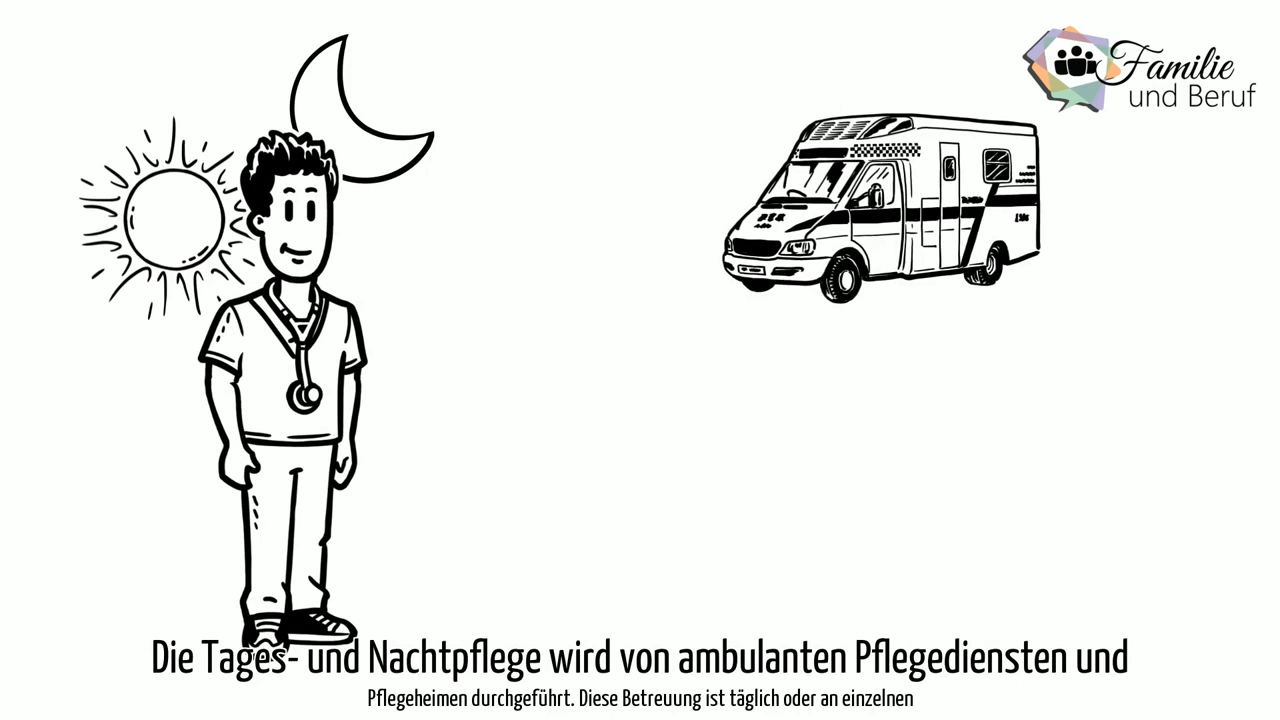 Familie
und Beruf
Die Tages- und Nachtpflege wird von ambulanten Pflegediensten und
Pflegeheimen durchgeführt. Diese Betreuung ist täglich oder an einzelnen